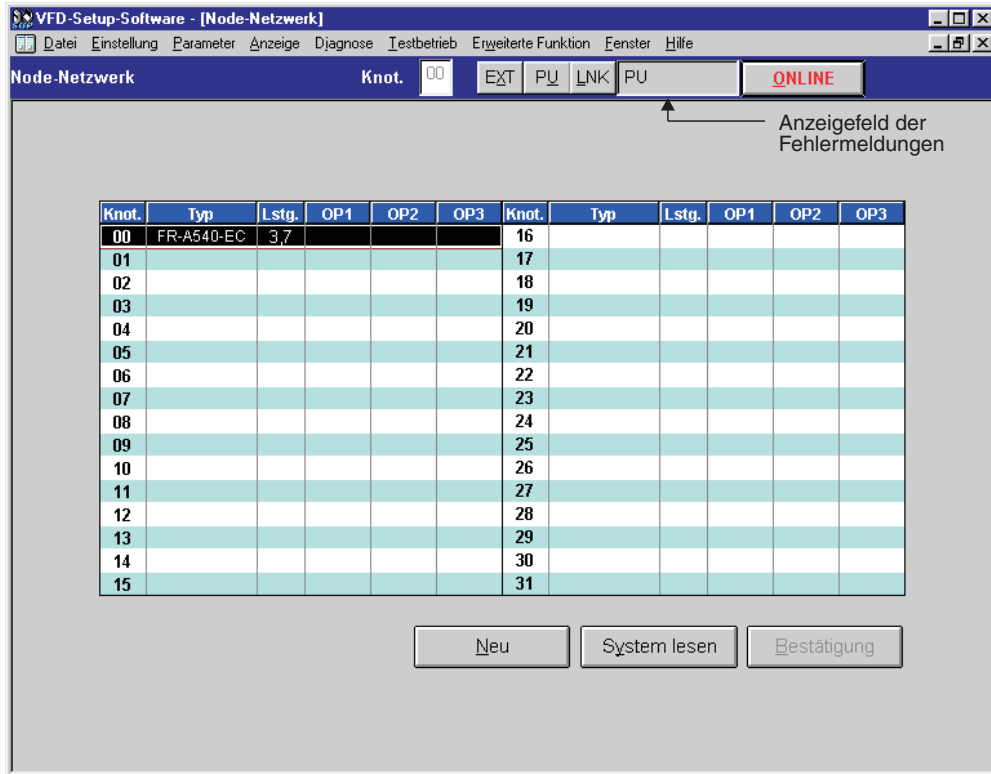 VFD-Setup-Software - [Node-Netzwerk]
Datei Einstellung Parameter Anzeige Diagnose Testbetrieb Erweiterte Funktion Fenster Hilfe
Node-Netzwerk Knot. 00 EXT PU LNK PU ONLINE
Anzeigefeld der
Fehlermeldungen
Knot. Typ Lstg. OP1 OP2 OP3 Knot. Typ Lstg. OP1 OP2 OP3
00 FR-A540-EC 3,7 16
01 17
02 18
03 19
04 20
05 21
06 22
07 23
08 24
09 25
10 26
11 27
12 28
13 29
14 30
15 31
Neu System lesen Bestätigung